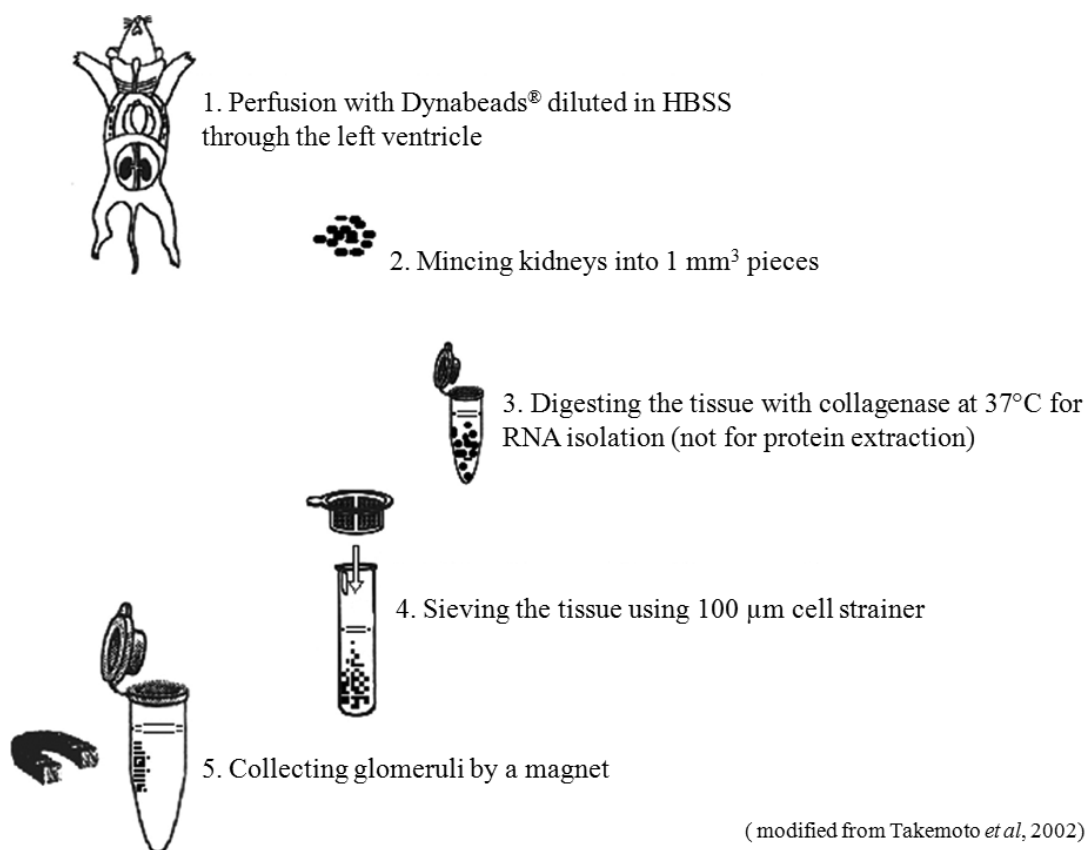 1. Perfusion with Dynabeads® diluted in HBSS
through the left ventricle
2. Mincing kidneys into 1 mm³ pieces
3. Digesting the tissue with collagenase at 37°C for
RNA isolation (not for protein extraction)
4. Sieving the tissue using 100 µm cell strainer
5. Collecting glomeruli by a magnet
( modified from Takemoto et al, 2002)